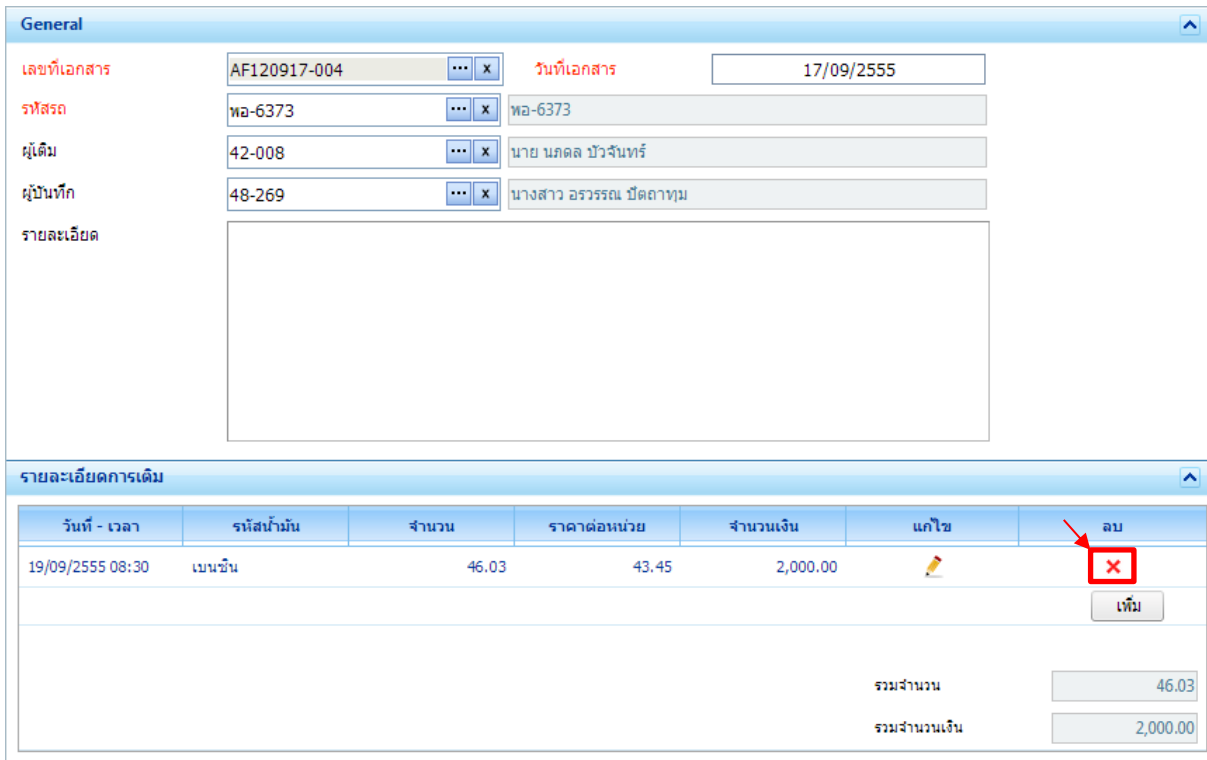 General
เลขที่เอกสาร AF120917-004 ... x วันที่เอกสาร 17/09/2555
รหัสรถ พอ-6373 ... x พอ-6373
ผู้เติม 42-008 ... x นาย นภดล บัวจันทร์
ผู้บันทึก 48-269 ... x นางสาว อรวรรณ ปัตถาทุม
รายละเอียด
รายละเอียดการเติม
วันที่ - เวลา รหัสน้ำมัน จำนวน ราคาต่อหน่วย จำนวนเงิน แก้ไข ลบ
19/09/2555 08:30 เบนซิน 46.03 43.45 2,000.00
เพิ่ม
รวมจำนวน 46.03
รวมจำนวนเงิน 2,000.00